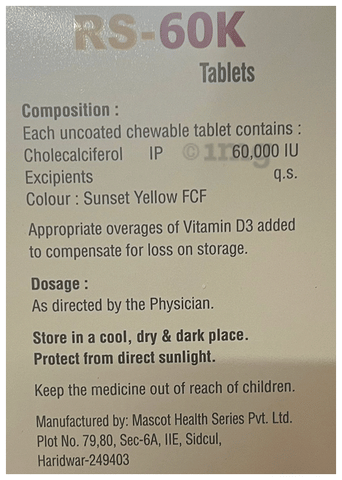 RS-60K
Tablets
Composition :
Each uncoated chewable tablet contains :
Cholecalciferol IP 60,000 IU
Excipients q.s.
Colour : Sunset Yellow FCF
Appropriate overages of Vitamin D3 added
to compensate for loss on storage.
Dosage :
As directed by the Physician.
Store in a cool, dry & dark place.
Protect from direct sunlight.
Keep the medicine out of reach of children.
Manufactured by: Mascot Health Series Pvt. Ltd.
Plot No. 79,80, Sec-6A, IIE, Sidcul,
Haridwar-249403